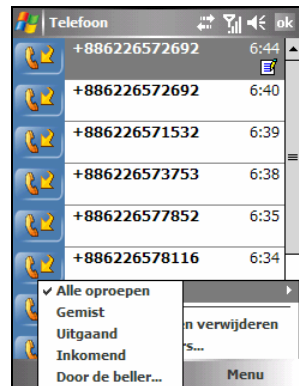 Telefoon ok
+886226572692 6:44
+886226572692 6:40
+886226571532 6:39
+886226573753 6:38
+886226577852 6:35
+886226578116 6:34
✓ Alle oproepen
Gemist
Uitgaand
Inkomend
Door de beller...
verwijderen
Menu